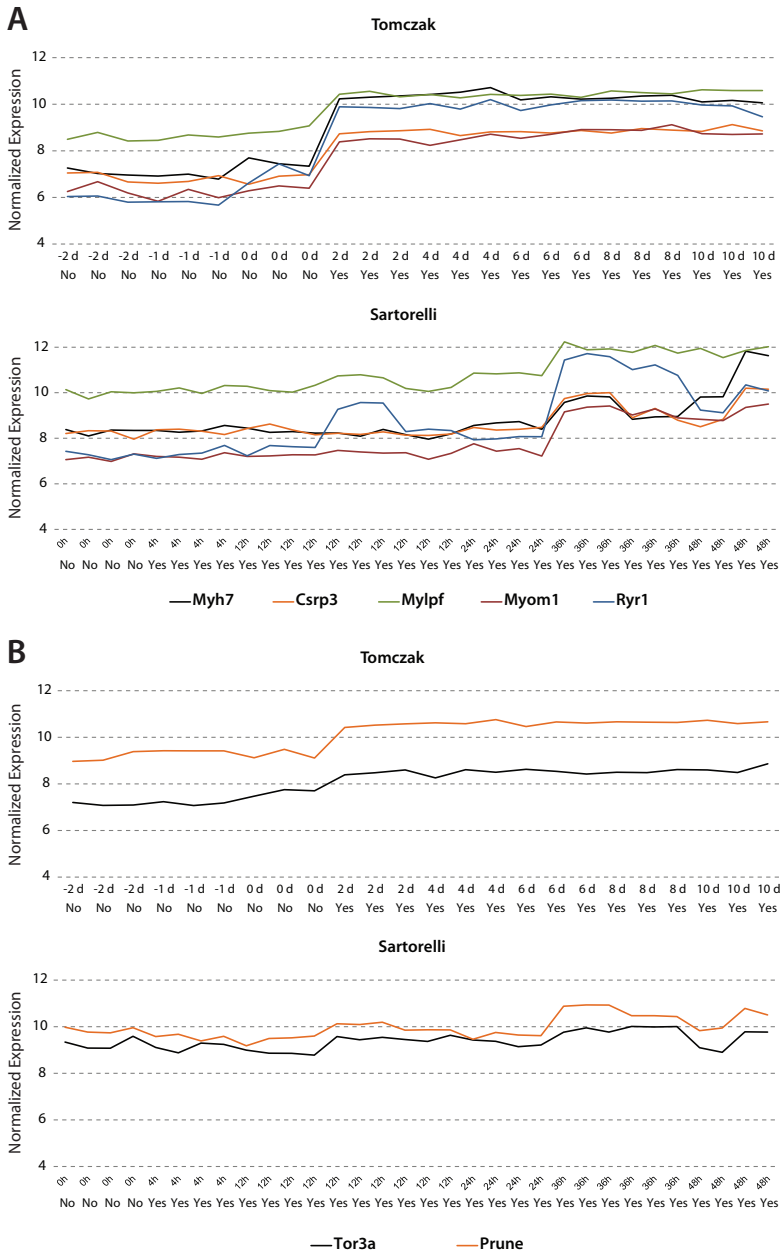 A
Tomczak
Normalized Expression
12
10
8
6
4
-2 d -2 d -2 d -1 d -1 d -1 d 0 d 0 d 0 d 2 d 2 d 2 d 4 d 4 d 4 d 6 d 6 d 6 d 8 d 8 d 8 d 10 d 10 d 10 d
No No No No No No No No No Yes Yes Yes Yes Yes Yes Yes Yes Yes Yes Yes Yes Yes Yes Yes
Sartorelli
Normalized Expression
12
10
8
6
4
0h 0h 0h 0h 4h 4h 4h 4h 12h 12h 12h 12h 12h 12h 12h 12h 12h 12h 24h 24h 24h 24h 36h 36h 36h 36h 36h 36h 48h 48h 48h 48h
No No No No Yes Yes Yes Yes Yes Yes Yes Yes Yes Yes Yes Yes Yes Yes Yes Yes Yes Yes Yes Yes Yes Yes Yes Yes Yes Yes Yes Yes
Myh7 Csrp3 Mylpf Myom1 Ryr1
B
Tomczak
Normalized Expression
12
10
8
6
4
-2 d -2 d -2 d -1 d -1 d -1 d 0 d 0 d 0 d 2 d 2 d 2 d 4 d 4 d 4 d 6 d 6 d 6 d 8 d 8 d 8 d 10 d 10 d 10 d
No No No No No No No No No Yes Yes Yes Yes Yes Yes Yes Yes Yes Yes Yes Yes Yes Yes Yes
Sartorelli
Normalized Expression
12
10
8
6
4
0h 0h 0h 0h 4h 4h 4h 4h 12h 12h 12h 12h 12h 12h 12h 12h 12h 12h 24h 24h 24h 24h 36h 36h 36h 36h 36h 36h 48h 48h 48h 48h
No No No No Yes Yes Yes Yes Yes Yes Yes Yes Yes Yes Yes Yes Yes Yes Yes Yes Yes Yes Yes Yes Yes Yes Yes Yes Yes Yes Yes Yes
Tor3a Prune